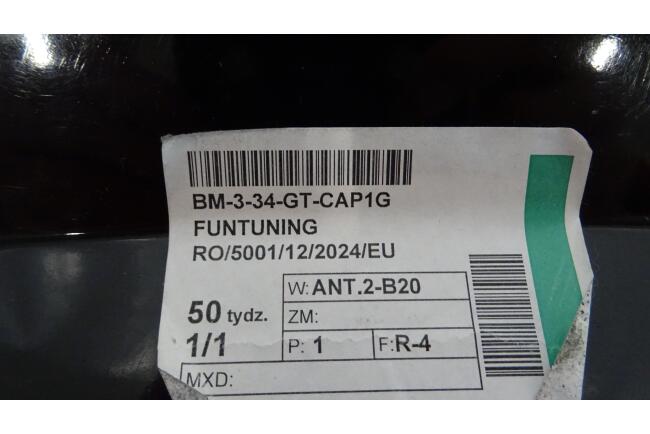 BM-3-34-GT-CAP1G
FUNTUNING
RO/5001/12/2024/EU
50 tydz.
W: ANT.2-B20
ZM:
1/1
P: 1
F: R-4
MXD: